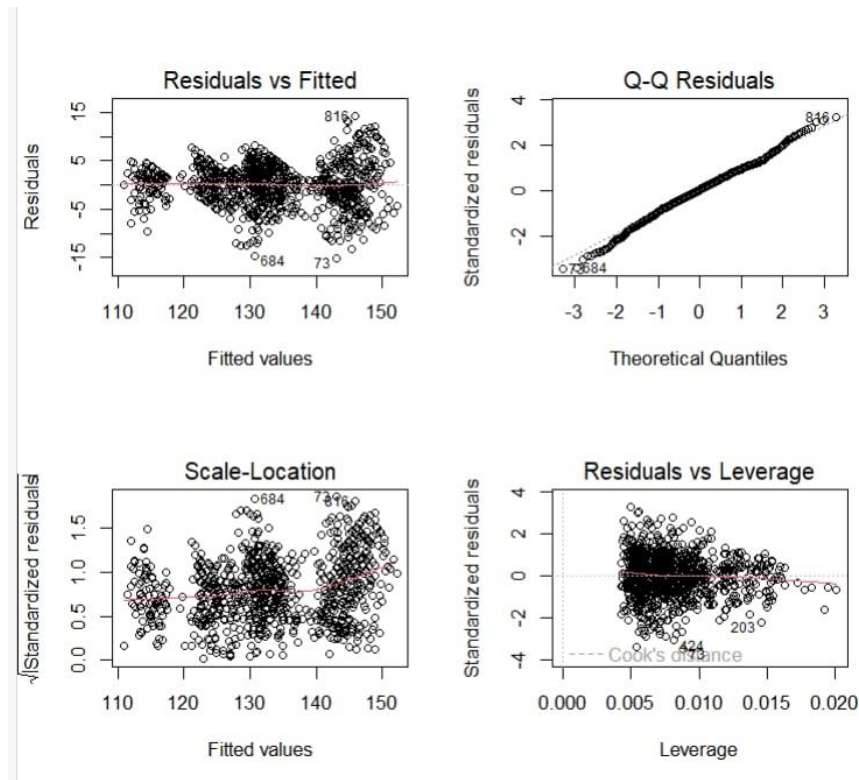 Residuals vs Fitted
Residuals
15
5
-5
-15
816
684
73
110 120 130 140 150
Fitted values
Q-Q Residuals
Standardized residuals
4
2
0
-2
816
684
-3 -2 -1 0 1 2 3
Theoretical Quantiles
Scale-Location
√|Standardized residuals|
1.5
1.0
0.5
0.0
684
73
816
110 120 130 140 150
Fitted values
Residuals vs Leverage
Standardized residuals
4
2
0
-2
-4
203
424
73
Cook's distance
0.000 0.005 0.010 0.015 0.020
Leverage